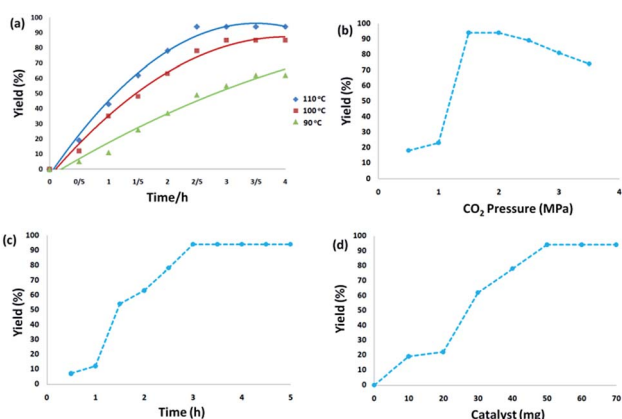 (a)
Yield (%)
100
90
80
70
60
50
40
30
20
10
0
0 0/5 1 1/5 2 2/5 3 3/5 4
Time/h
110 °C
100 °C
90 °C
(b)
Yield (%)
100
90
80
70
60
50
40
30
20
10
0
0 1 2 3 4
CO₂ Pressure (MPa)
(c)
Yield (%)
100
90
80
70
60
50
40
30
20
10
0
0 1 2 3 4 5
Time (h)
(d)
Yield (%)
100
90
80
70
60
50
40
30
20
10
0
0 10 20 30 40 50 60 70
Catalyst (mg)